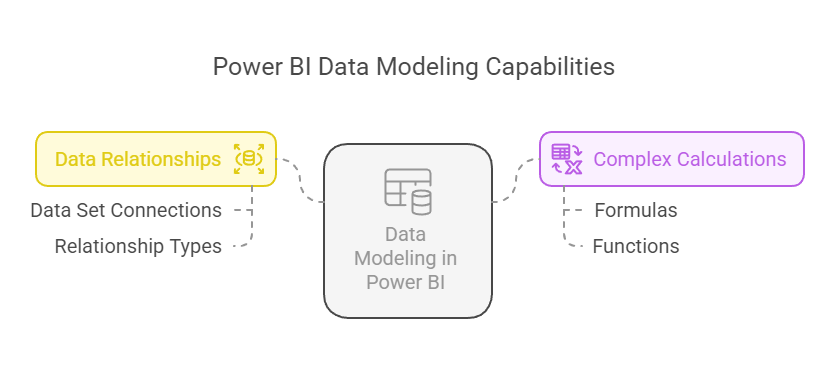 Power BI Data Modeling Capabilities
Data Relationships
Data Set Connections
Relationship Types
Data
Modeling in
Power BI
Complex Calculations
Formulas
Functions